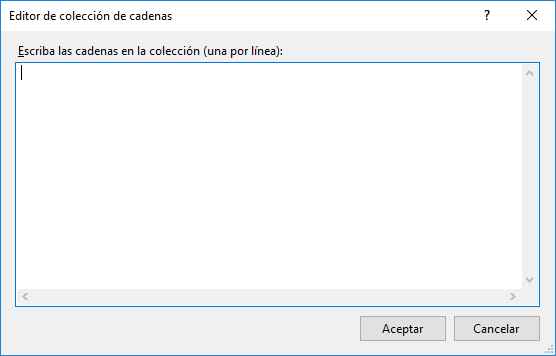 Editor de colección de cadenas
?
Escriba las cadenas en la colección (una por línea):
Aceptar
Cancelar